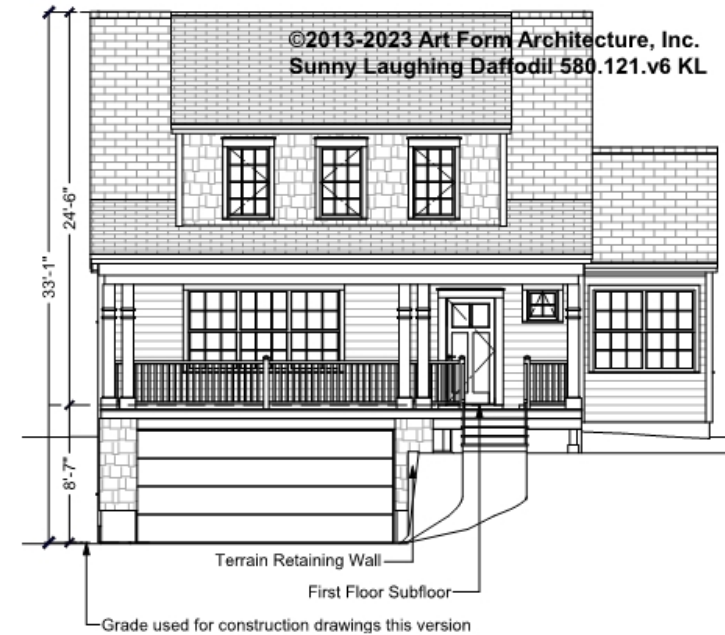 ©2013-2023 Art Form Architecture, Inc.
Sunny Laughing Daffodil 580.121.v6 KL
33'-1"
24'-6"
8'-7"
Terrain Retaining Wall
First Floor Subfloor
Grade used for construction drawings this version